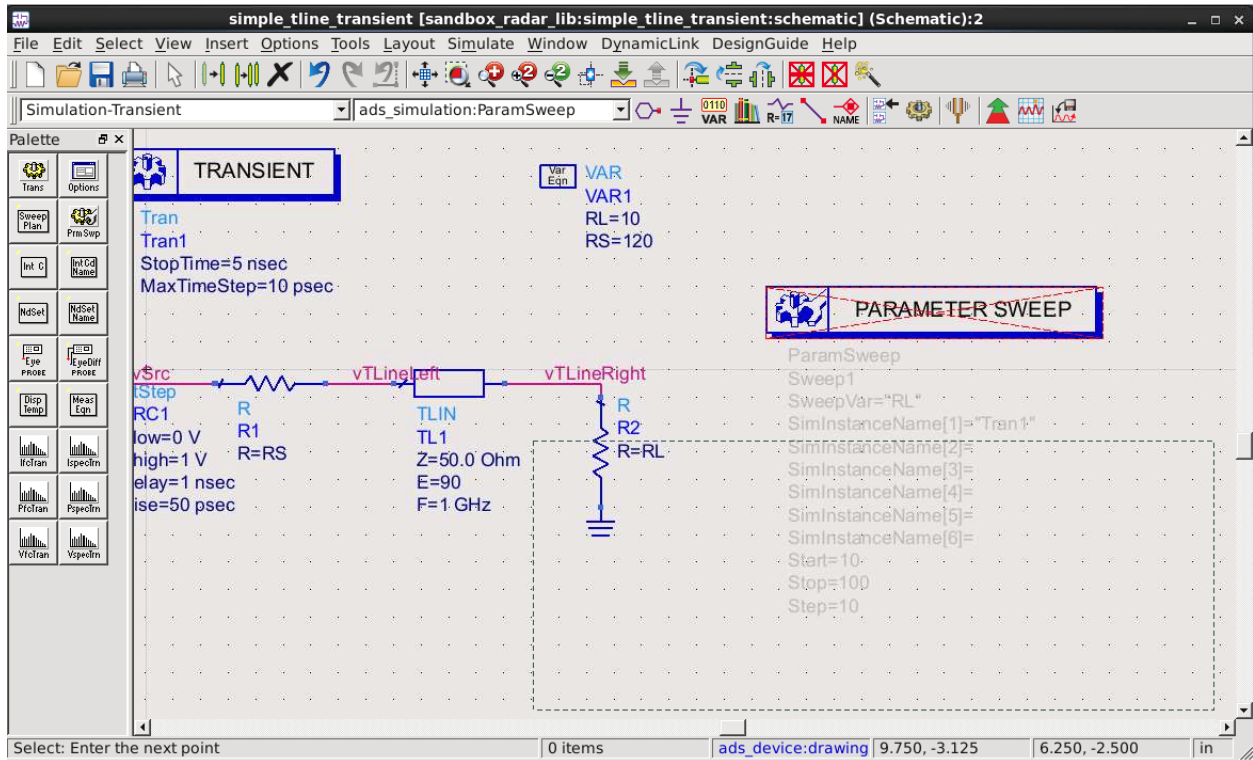 simple_tline_transient [sandbox_radar_lib:simple_tline_transient:schematic] (Schematic):2
File Edit Select View Insert Options Tools Layout Simulate Window DynamicLink DesignGuide Help
Simulation-Transient
ads_simulation:ParamSweep
0110
VAR
R=17
NAME
Palette
Trans
Options
Sweep
Plan
Prm Swp
Int C
Int Cd
Name
NdSet
NdSet
Name
Eye
PROBE
EyeDiff
PROBE
Disp
Temp
Meas
Eqn
IfcTran
IspecTrn
PfcTran
PspecTrn
VfcTran
VspecTrn
TRANSIENT
Tran
Tran1
StopTime=5 nsec
MaxTimeStep=10 psec
Var
Eqn
VAR
VAR1
RL=10
RS=120
PARAMETER SWEEP
ParamSweep
Sweep1
SweepVar="RL"
SimInstanceName[1]="Tran1"
SimInstanceName[2]=
SimInstanceName[3]=
SimInstanceName[4]=
SimInstanceName[5]=
SimInstanceName[6]=
Start=10
Stop=100
Step=10
vSrc
tStep
RC1
low=0 V
high=1 V
elay=1 nsec
ise=50 psec
R
R1
R=RS
vTLineLeft
TLIN
TL1
Z=50.0 Ohm
E=90
F=1 GHz
vTLineRight
R
R2
R=RL
Select: Enter the next point
0 items
ads_device:drawing
9.750, -3.125
6.250, -2.500
in